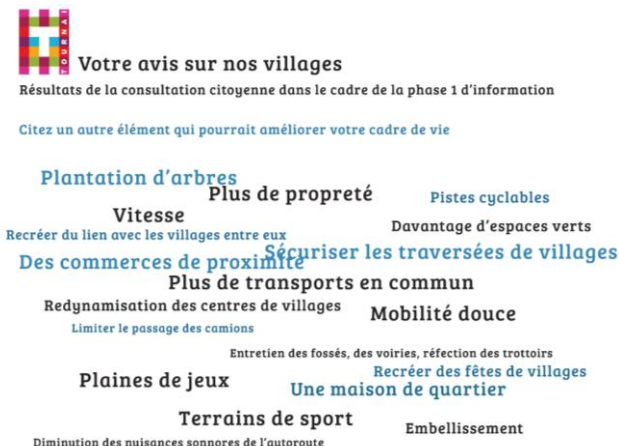 TOURNAI
Votre avis sur nos villages
Résultats de la consultation citoyenne dans le cadre de la phase 1 d'information
Citez un autre élément qui pourrait améliorer votre cadre de vie
Plantation d'arbres
Plus de propreté
Pistes cyclables
Vitesse
Davantage d'espaces verts
Recréer du lien avec les villages entre eux
Sécuriser les traversées de villages
Des commerces de proximité
Plus de transports en commun
Redynamisation des centres de villages
Mobilité douce
Limiter le passage des camions
Entretien des fossés, des voiries, réfection des trottoirs
Recréer des fêtes de villages
Plaines de jeux
Une maison de quartier
Terrains de sport
Embellissement
Diminution des nuisances sonnores de l'autoroute